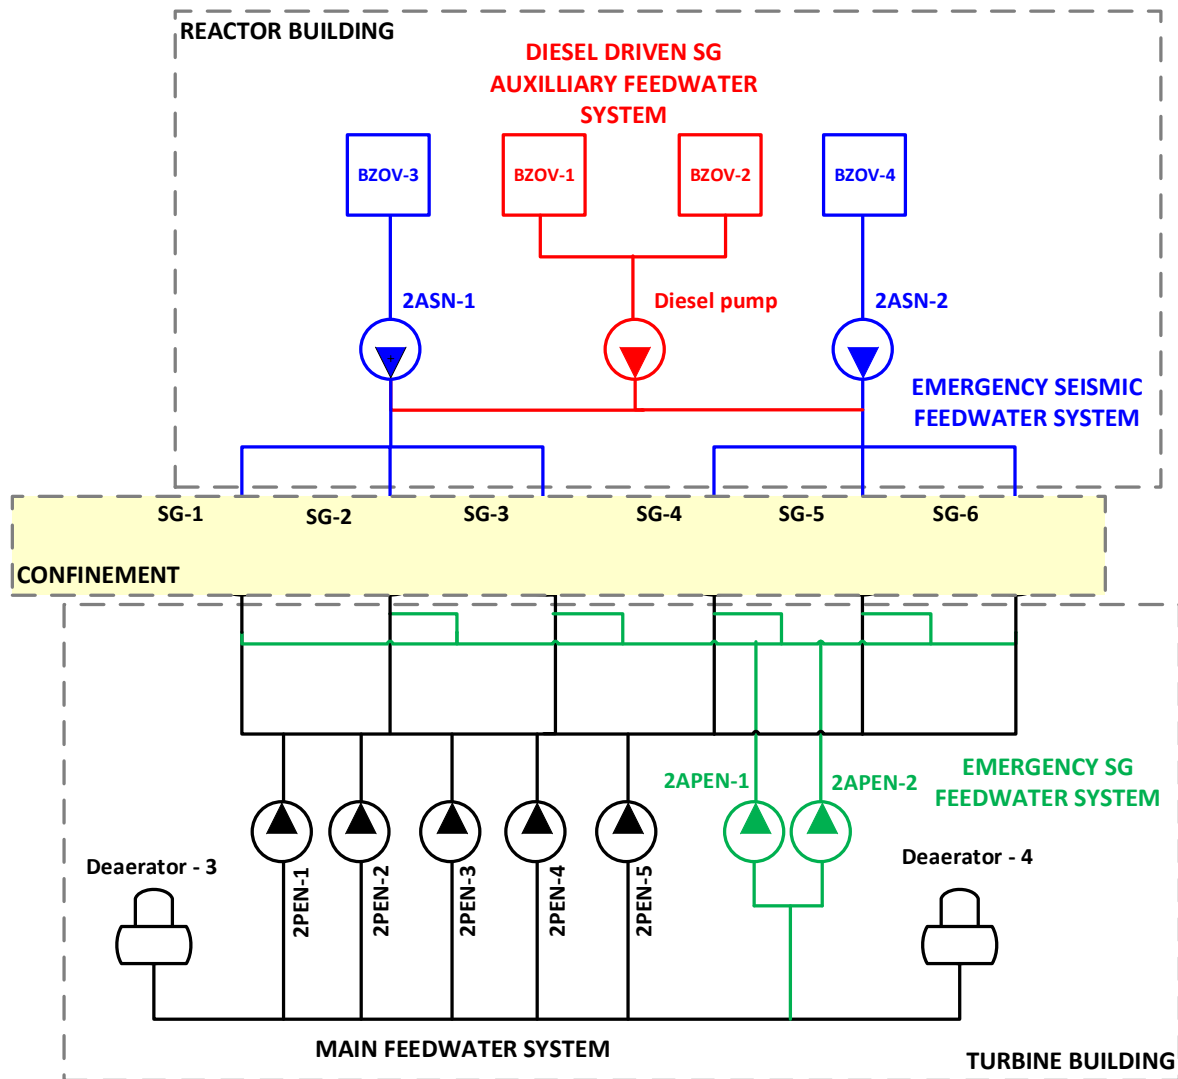 REACTOR BUILDING
DIESEL DRIVEN SG
AUXILLIARY FEEDWATER
SYSTEM
BZOV-3
BZOV-1
BZOV-2
BZOV-4
2ASN-1
Diesel pump
2ASN-2
EMERGENCY SEISMIC
FEEDWATER SYSTEM
SG-1
SG-2
SG-3
SG-4
SG-5
SG-6
CONFINEMENT
2APEN-1
2APEN-2
EMERGENCY SG
FEEDWATER SYSTEM
Deaerator - 3
2PEN-1
2PEN-2
2PEN-3
2PEN-4
2PEN-5
Deaerator - 4
MAIN FEEDWATER SYSTEM
TURBINE BUILDING